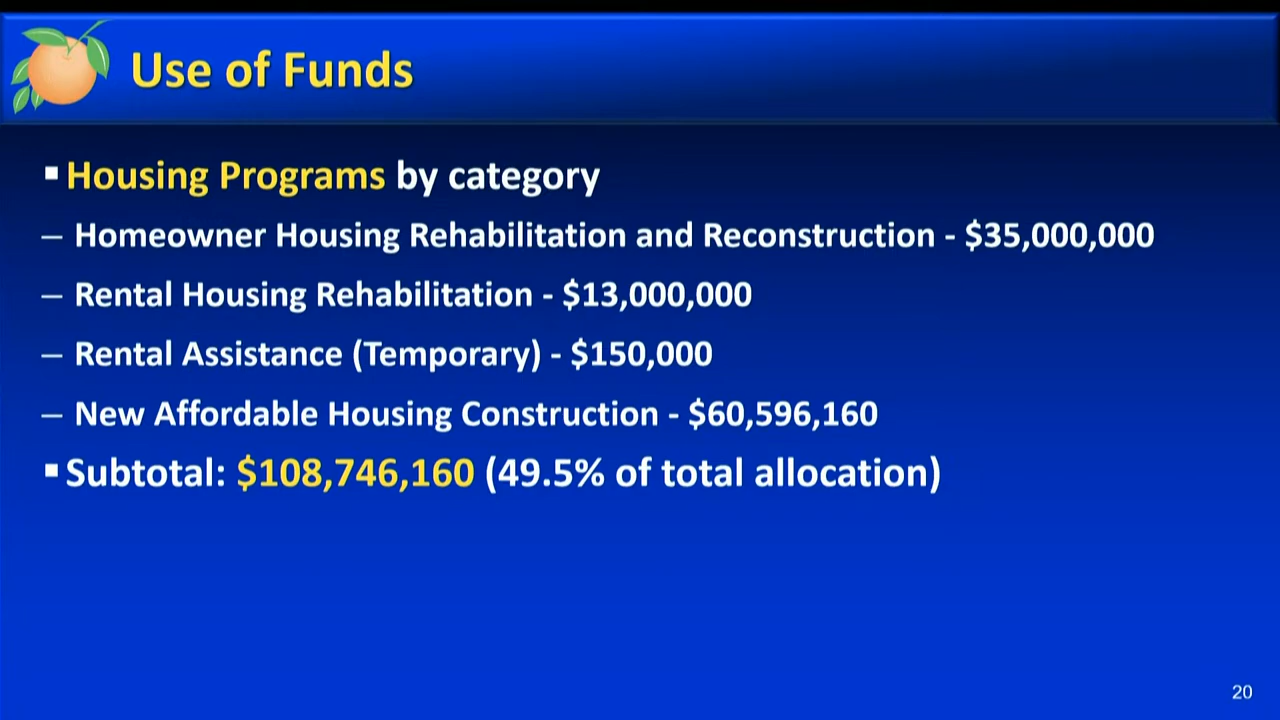 Use of Funds
▪ Housing Programs by category
– Homeowner Housing Rehabilitation and Reconstruction - $35,000,000
– Rental Housing Rehabilitation - $13,000,000
– Rental Assistance (Temporary) - $150,000
– New Affordable Housing Construction - $60,596,160
▪ Subtotal: $108,746,160 (49.5% of total allocation)
20